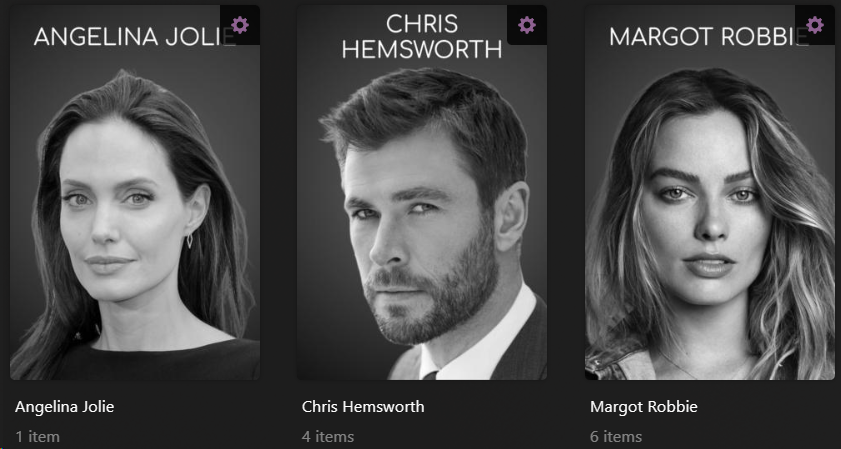 ANGELINA JOLIE
CHRIS
HEMSWORTH
MARGOT ROBBIE
Angelina Jolie
Chris Hemsworth
Margot Robbie
1 item
4 items
6 items